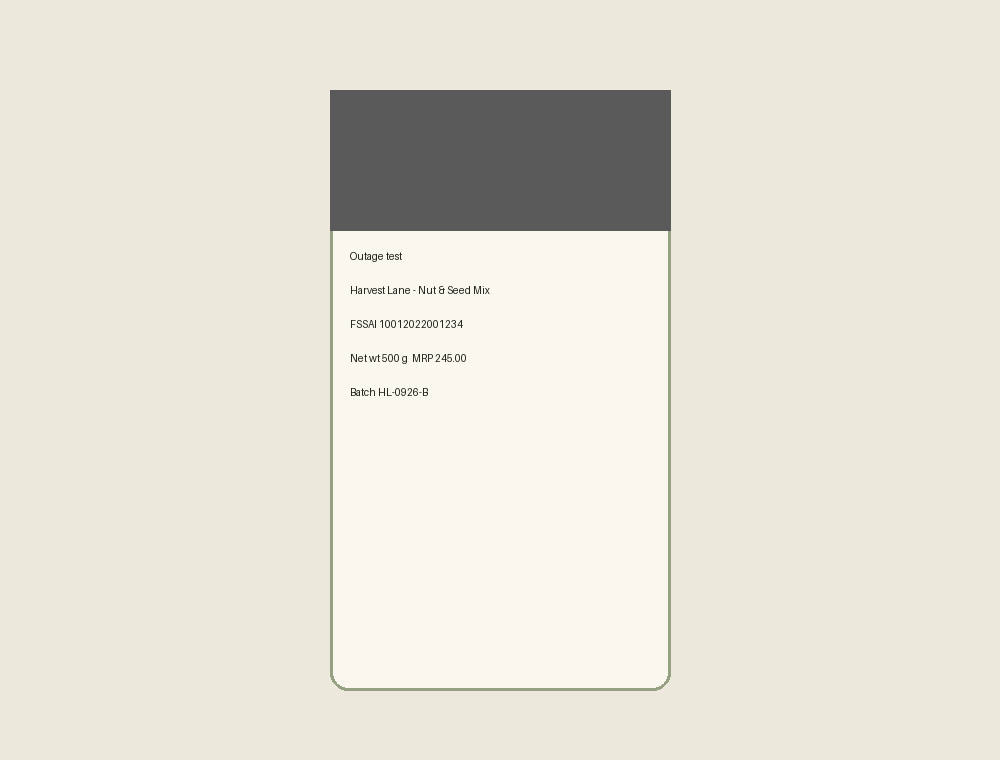 Outage test
Harvest Lane - Nut & Seed Mix
FSSAI 10012022001234
Net wt 500 g  MRP 245.00
Batch HL-0926-B